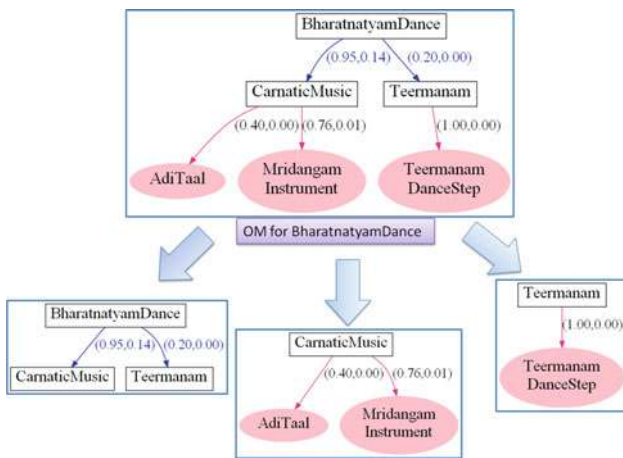 BharatnatyamDance
(0.95,0.14) (0.20,0.00)
CarnaticMusic Teermanam
(0.40,0.00) (0.76,0.01) (1.00,0.00)
AdiTaal
Mridangam
Instrument
Teermanam
DanceStep
OM for BharatnatyamDance
BharatnatyamDance
(0.95,0.14) (0.20,0.00)
CarnaticMusic Teermanam
CarnaticMusic
(0.40,0.00) (0.76,0.01)
AdiTaal
Mridangam
Instrument
Teermanam
(1.00,0.00)
Teermanam
DanceStep